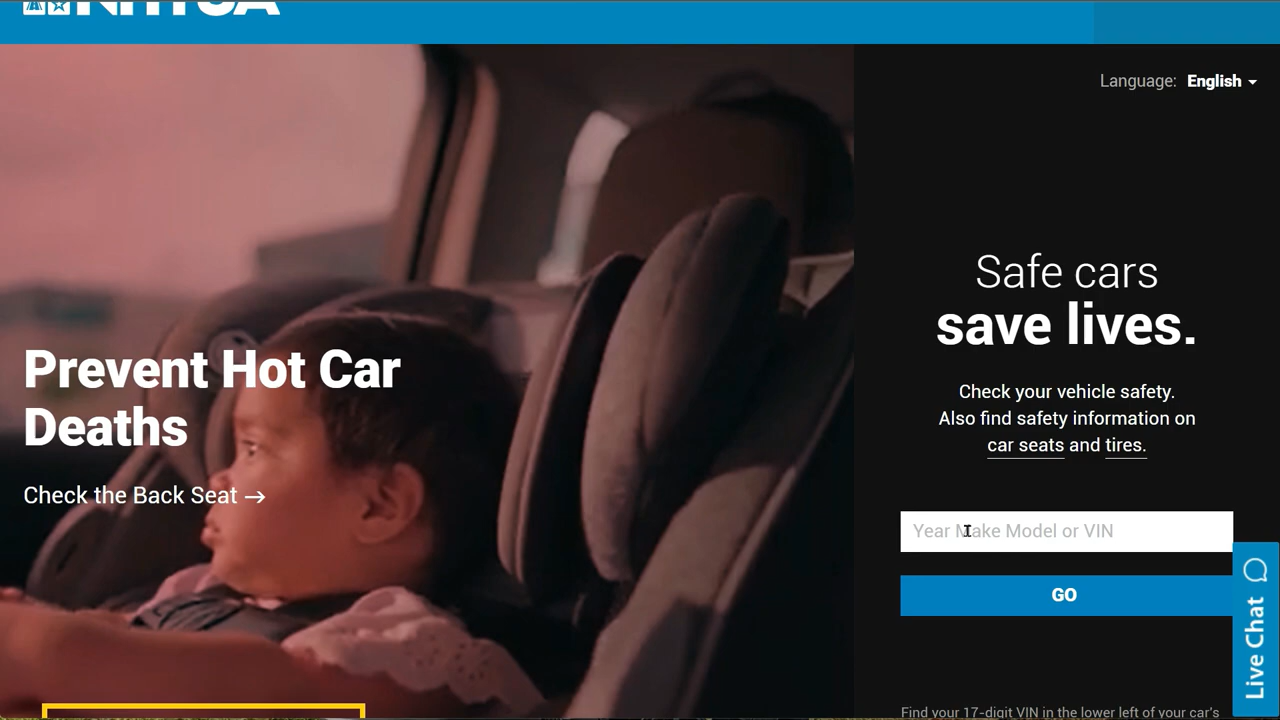 NHTSA
Language: English
Prevent Hot Car
Deaths
Check the Back Seat →
Safe cars
save lives.
Check your vehicle safety.
Also find safety information on
car seats and tires.
Year Make Model or VIN
GO
Live Chat
Find your 17-digit VIN in the lower left of your car's